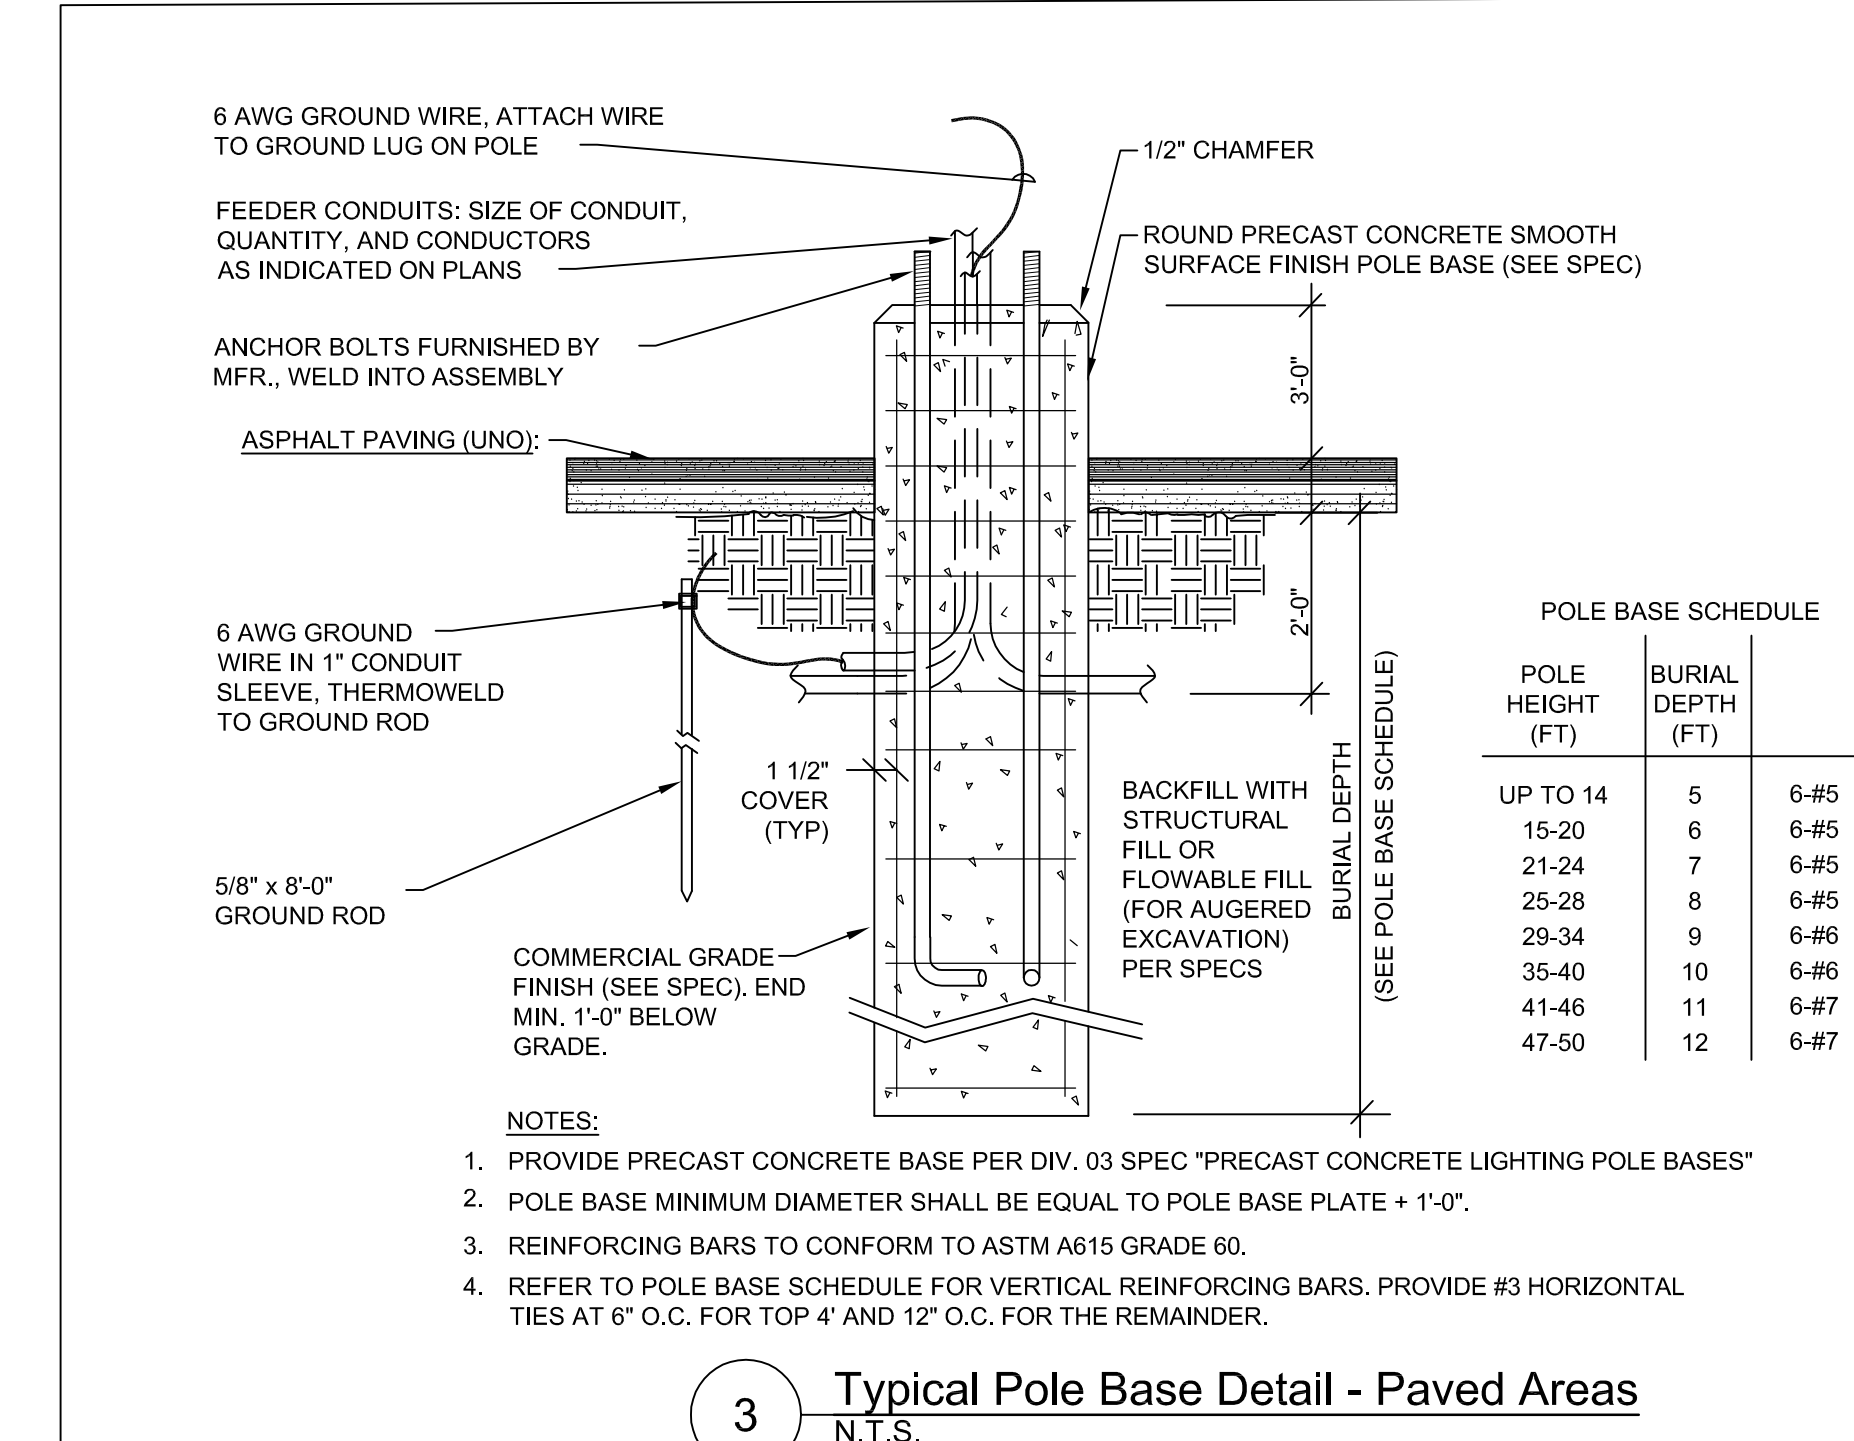 6 AWG GROUND WIRE, ATTACH WIRE
TO GROUND LUG ON POLE
FEEDER CONDUITS: SIZE OF CONDUIT,
QUANTITY, AND CONDUCTORS
AS INDICATED ON PLANS
ANCHOR BOLTS FURNISHED BY
MFR., WELD INTO ASSEMBLY
ASPHALT PAVING (UNO):
1/2" CHAMFER
ROUND PRECAST CONCRETE SMOOTH
SURFACE FINISH POLE BASE (SEE SPEC)
3'-0"
2'-0"
6 AWG GROUND
WIRE IN 1" CONDUIT
SLEEVE, THERMOWELD
TO GROUND ROD
5/8" x 8'-0"
GROUND ROD
1 1/2"
COVER
(TYP)
COMMERCIAL GRADE
FINISH (SEE SPEC). END
MIN. 1'-0" BELOW
GRADE.
BACKFILL WITH
STRUCTURAL
FILL OR
FLOWABLE FILL
(FOR AUGERED
EXCAVATION)
PER SPECS
BURIAL DEPTH
(SEE POLE BASE SCHEDULE)
POLE BASE SCHEDULE
POLE HEIGHT (FT) BURIAL DEPTH (FT)
UP TO 14 5 6-#5
15-20 6 6-#5
21-24 7 6-#5
25-28 8 6-#5
29-34 9 6-#6
35-40 10 6-#6
41-46 11 6-#7
47-50 12 6-#7
NOTES:
1. PROVIDE PRECAST CONCRETE BASE PER DIV. 03 SPEC "PRECAST CONCRETE LIGHTING POLE BASES"
2. POLE BASE MINIMUM DIAMETER SHALL BE EQUAL TO POLE BASE PLATE + 1'-0".
3. REINFORCING BARS TO CONFORM TO ASTM A615 GRADE 60.
4. REFER TO POLE BASE SCHEDULE FOR VERTICAL REINFORCING BARS. PROVIDE #3 HORIZONTAL
TIES AT 6" O.C. FOR TOP 4' AND 12" O.C. FOR THE REMAINDER.
3 Typical Pole Base Detail - Paved Areas
N.T.S.